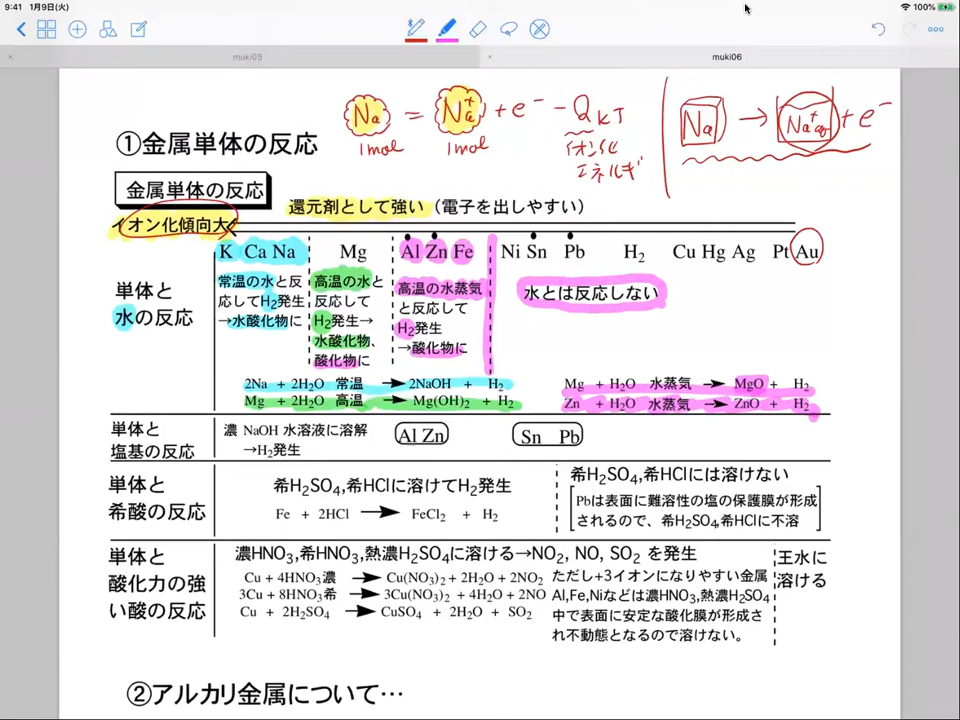 9:41 1月9日(火)
100%
muki05
muki06
①金属単体の反応
Na = Na⁺ + e⁻ - Q kJ
1mol 1mol イオン化エネルギ
Na → Na⁺aq + e⁻
金属単体の反応
イオン化傾向大
還元剤として強い（電子を出しやすい）
K Ca Na Mg Al Zn Fe Ni Sn Pb H₂ Cu Hg Ag Pt Au
単体と
水の反応
常温の水と反
応してH₂発生
→水酸化物に
高温の水と
反応して
H₂発生→
水酸化物、
酸化物に
高温の水蒸気
と反応して
H₂発生
→酸化物に
水とは反応しない
2Na + 2H₂O 常温 → 2NaOH + H₂
Mg + 2H₂O 高温 → Mg(OH)₂ + H₂
Mg + H₂O 水蒸気 → MgO + H₂
Zn + H₂O 水蒸気 → ZnO + H₂
単体と
塩基の反応
濃 NaOH 水溶液に溶解
→H₂発生
Al Zn
Sn Pb
単体と
希酸の反応
希H₂SO₄,希HClに溶けてH₂発生
Fe + 2HCl → FeCl₂ + H₂
希H₂SO₄,希HClには溶けない
Pbは表面に難溶性の塩の保護膜が形成
されるので、希H₂SO₄,希HClに不溶
単体と
酸化力の強
い酸の反応
濃HNO₃,希HNO₃,熱濃H₂SO₄に溶ける→NO₂, NO, SO₂ を発生
Cu + 4HNO₃濃 → Cu(NO₃)₂ + 2H₂O + 2NO₂
3Cu + 8HNO₃希 → 3Cu(NO₃)₂ + 4H₂O + 2NO
Cu + 2H₂SO₄ → CuSO₄ + 2H₂O + SO₂
ただし+3イオンになりやすい金属
Al,Fe,Niなどは濃HNO₃,熱濃H₂SO₄
中で表面に安定な酸化膜が形成さ
れ不動態となるので溶けない。
王水に
溶ける
②アルカリ金属について…